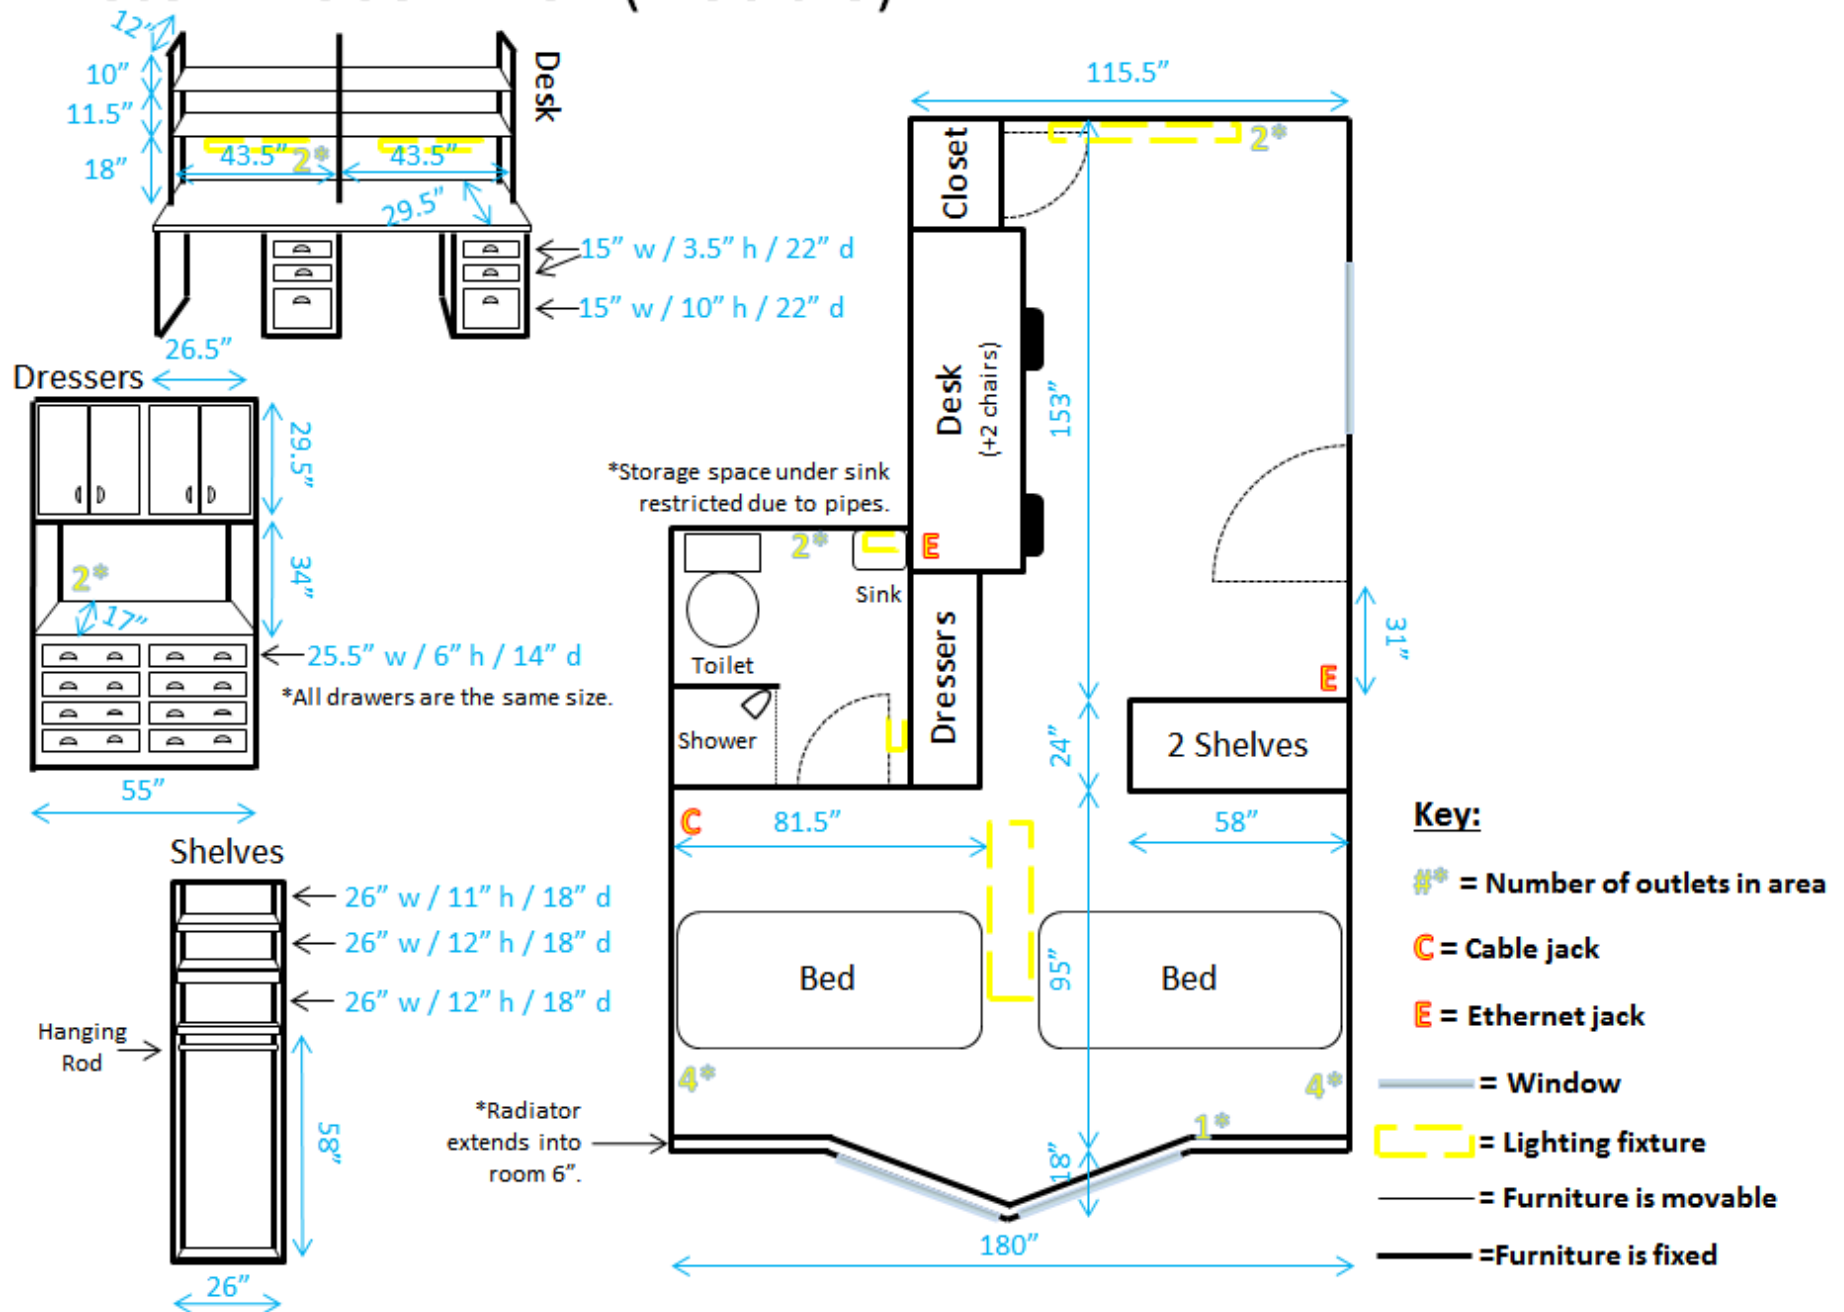 12”
10”
11.5”
18”
Desk
43.5”
2*
43.5”
29.5”
15” w / 3.5” h / 22” d
15” w / 10” h / 22” d
Dressers
26.5”
29.5”
34”
2*
17”
25.5” w / 6” h / 14” d
*All drawers are the same size.
55”
Shelves
26” w / 11” h / 18” d
26” w / 12” h / 18” d
26” w / 12” h / 18” d
Hanging
Rod
58”
26”
115.5”
Closet
2*
Desk
(+2 chairs)
153”
*Storage space under sink
restricted due to pipes.
2*
E
Sink
Toilet
Shower
Dressers
31”
E
24”
2 Shelves
C
81.5”
58”
Bed
95”
Bed
4*
4*
1*
*Radiator
extends into
room 6”.
18”
180”
Key:
#* = Number of outlets in area
C = Cable jack
E = Ethernet jack
= Window
= Lighting fixture
= Furniture is movable
=Furniture is fixed